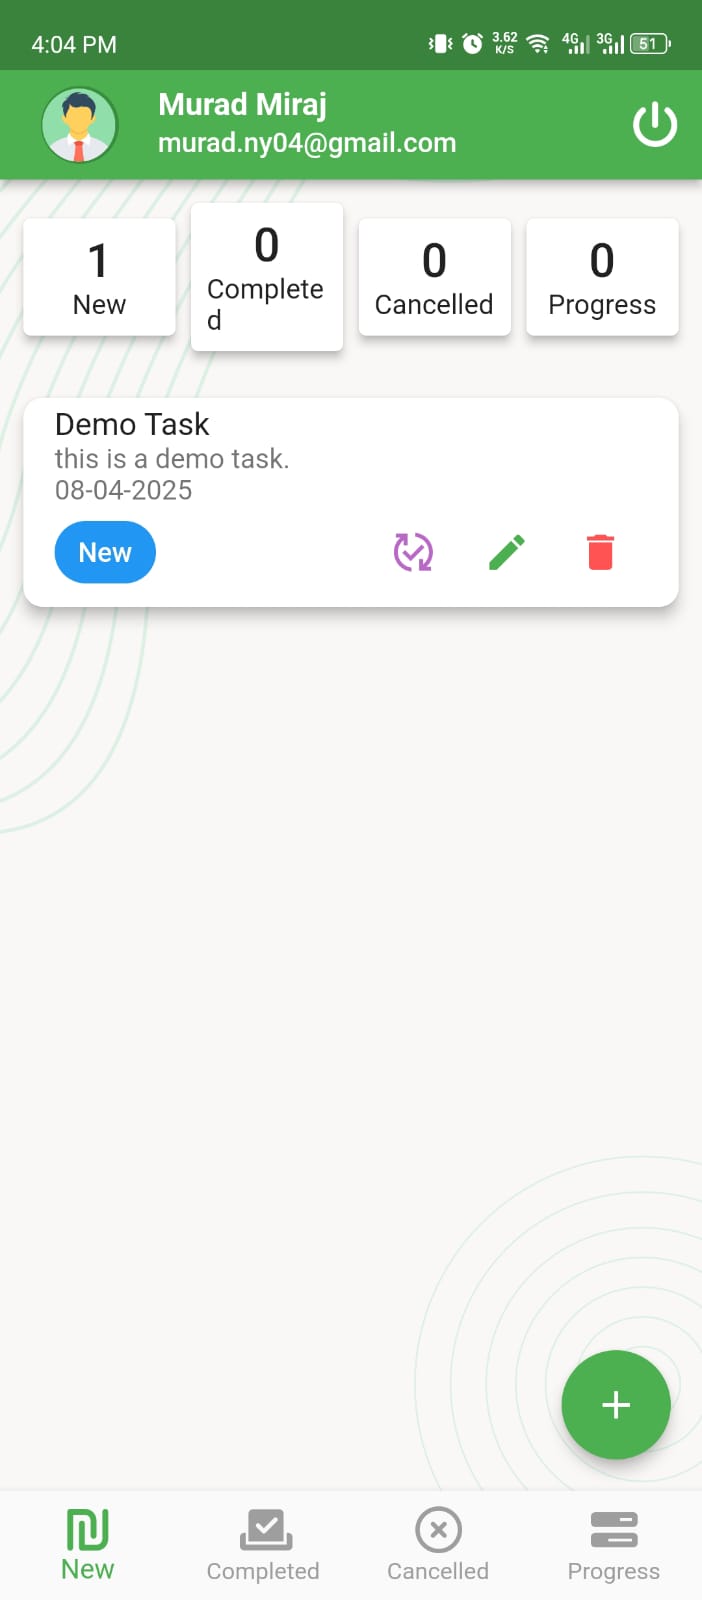 4:04 PM
3.62 K/S 4G 3G 51
Murad Miraj
murad.ny04@gmail.com
1
New
0
Complete
d
0
Cancelled
0
Progress
Demo Task
this is a demo task.
08-04-2025
New
+
New
Completed
Cancelled
Progress